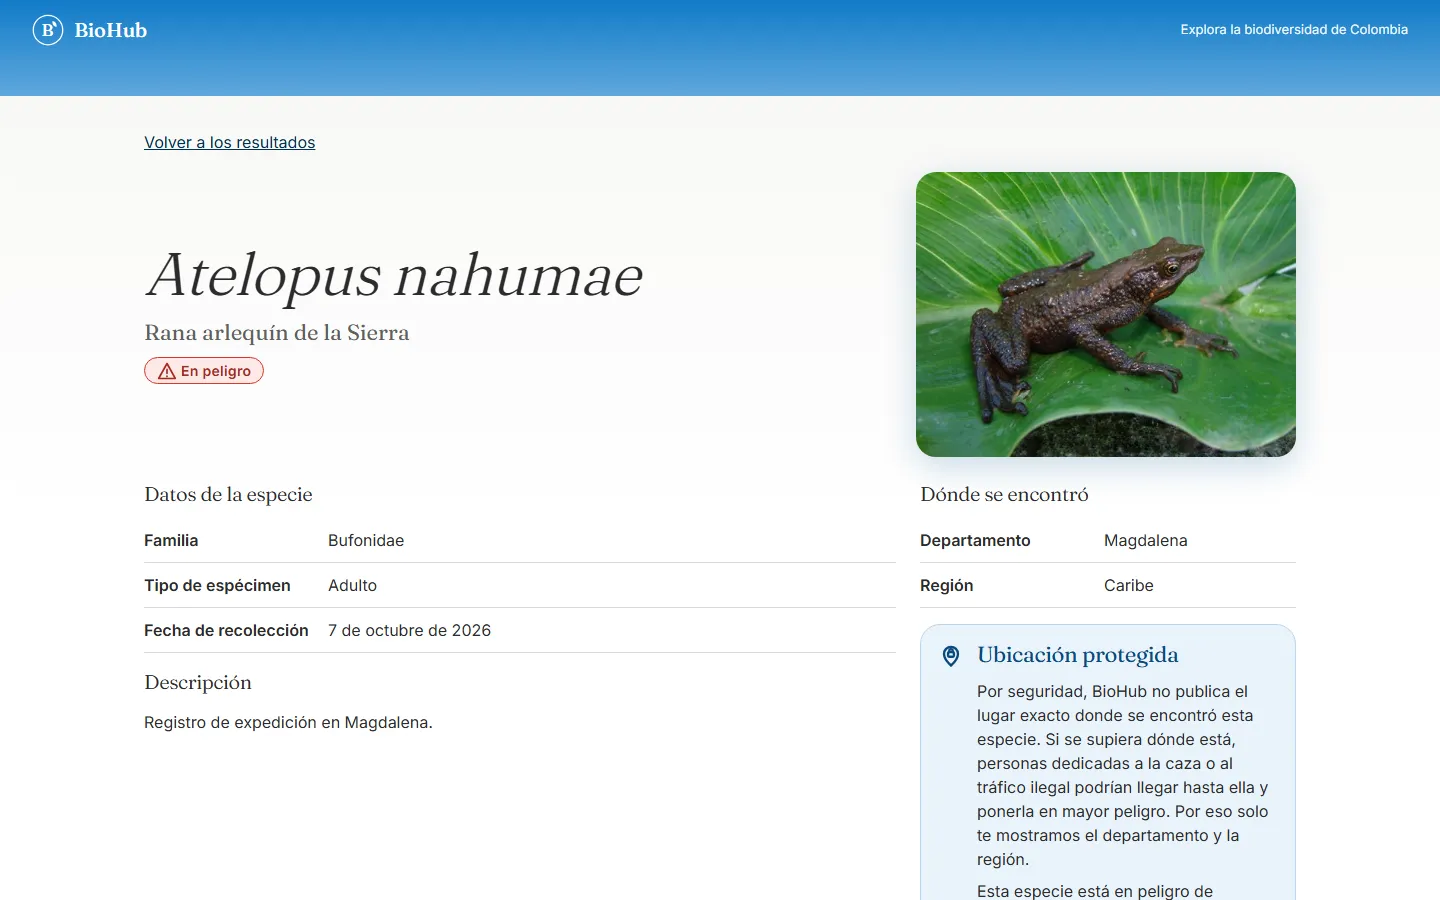 BioHub
Explora la biodiversidad de Colombia
Volver a los resultados
Atelopus nahumae
Rana arlequín de la Sierra
En peligro
Datos de la especie
Familia Bufonidae
Tipo de espécimen Adulto
Fecha de recolección 7 de octubre de 2026
Descripción
Registro de expedición en Magdalena.
Dónde se encontró
Departamento Magdalena
Región Caribe
Ubicación protegida
Por seguridad, BioHub no publica el
lugar exacto donde se encontró esta
especie. Si se supiera dónde está,
personas dedicadas a la caza o al
tráfico ilegal podrían llegar hasta ella y
ponerla en mayor peligro. Por eso solo
te mostramos el departamento y la
región.
Esta especie está en peligro de